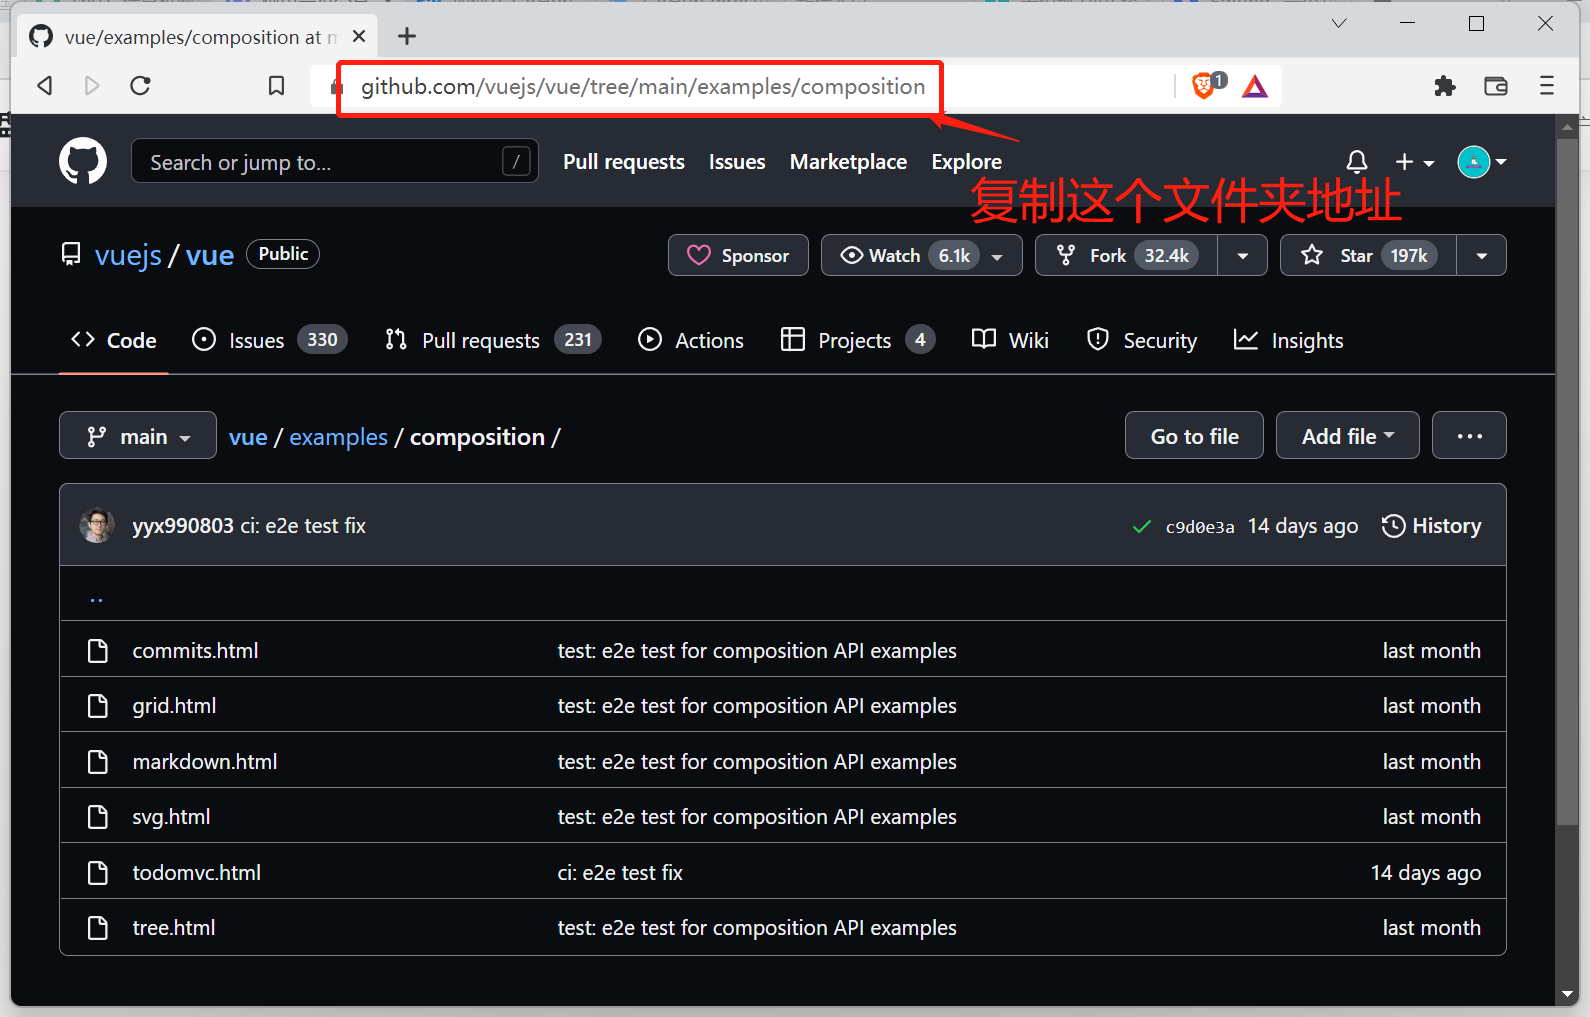 vue/examples/composition at m
github.com/vuejs/vue/tree/main/examples/composition
1
Search or jump to...
/
Pull requests
Issues
Marketplace
Explore
复制这个文件夹地址
vuejs / vue
Public
Sponsor
Watch 6.1k
Fork 32.4k
Star 197k
Code
Issues 330
Pull requests 231
Actions
Projects 4
Wiki
Security
Insights
main
vue / examples / composition /
Go to file
Add file
yyx990803 ci: e2e test fix
c9d0e3a 14 days ago
History
..
commits.html test: e2e test for composition API examples last month
grid.html test: e2e test for composition API examples last month
markdown.html test: e2e test for composition API examples last month
svg.html test: e2e test for composition API examples last month
todomvc.html ci: e2e test fix 14 days ago
tree.html test: e2e test for composition API examples last month